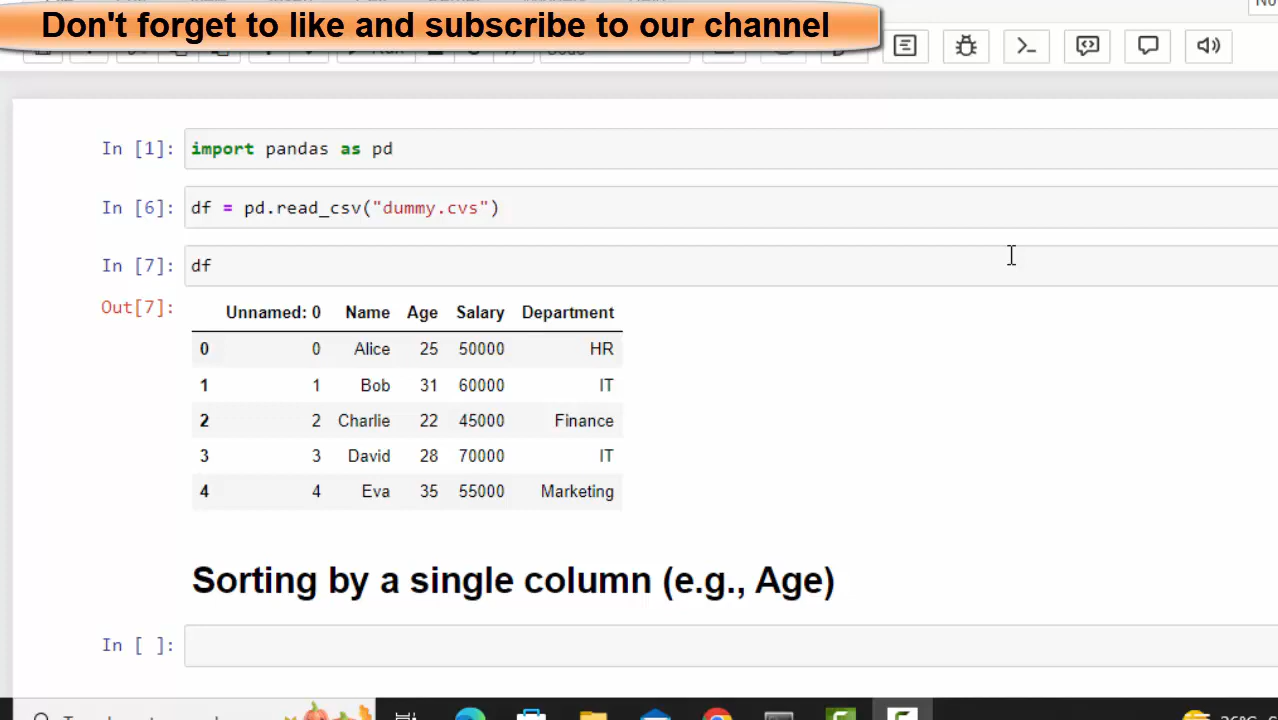 Don't forget to like and subscribe to our channel
In [1]: import pandas as pd
In [6]: df = pd.read_csv("dummy.cvs")
In [7]: df
Out[7]:
Unnamed: 0 Name Age Salary Department
0 0 Alice 25 50000 HR
1 1 Bob 31 60000 IT
2 2 Charlie 22 45000 Finance
3 3 David 28 70000 IT
4 4 Eva 35 55000 Marketing
Sorting by a single column (e.g., Age)
In [ ]: